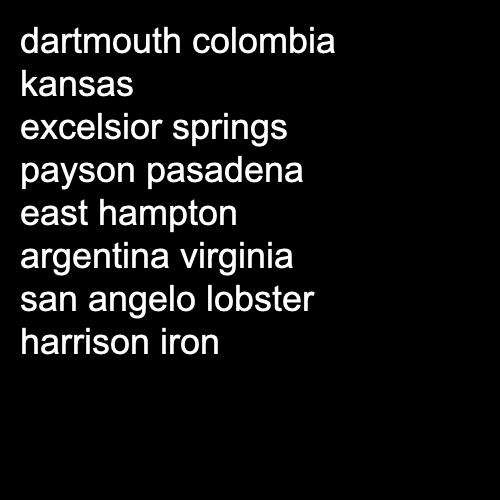 dartmouth colombia
kansas
excelsior springs
payson pasadena
east hampton
argentina virginia
san angelo lobster
harrison iron